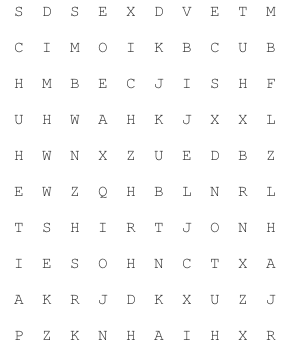 S D S E X D V E T M
C I M O I K B C U B
H M B E C J I S H F
U H W A H K J X X L
H W N X Z U E D B Z
E W Z Q H B L N R L
T S H I R T J O N H
I E S O H N C T X A
A K R J D K X U Z J
P Z K N H A I H X R